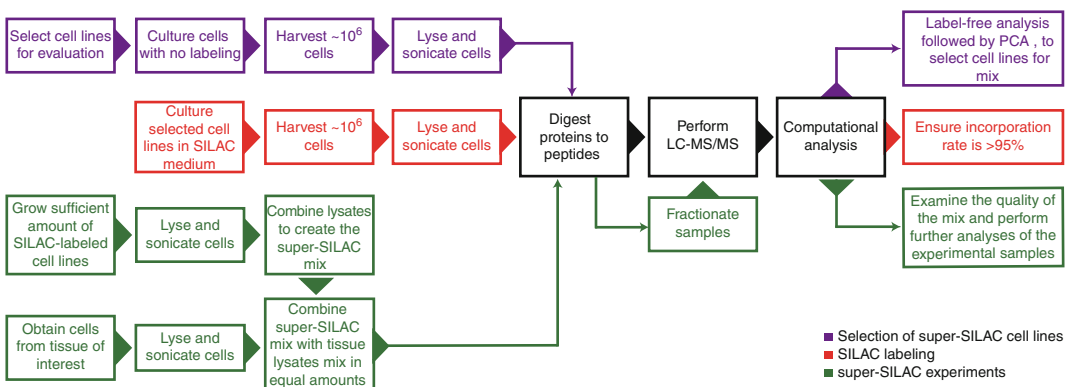 Select cell lines
for evaluation
Culture cells
with no labeling
Harvest ~10⁶
cells
Lyse and
sonicate cells
Label-free analysis
followed by PCA , to
select cell lines for
mix
Culture
selected cell
lines in SILAC
medium
Harvest ~10⁶
cells
Lyse and
sonicate cells
Digest
proteins to
peptides
Perform
LC-MS/MS
Computational
analysis
Ensure incorporation
rate is >95%
Grow sufficient
amount of
SILAC-labeled
cell lines
Lyse and
sonicate cells
Combine lysates
to create the
super-SILAC
mix
Fractionate
samples
Examine the quality of
the mix and perform
further analyses of the
experimental samples
Obtain cells
from tissue of
interest
Lyse and
sonicate cells
Combine
super-SILAC
mix with tissue
lysates mix in
equal amounts
Selection of super-SILAC cell lines
SILAC labeling
super-SILAC experiments